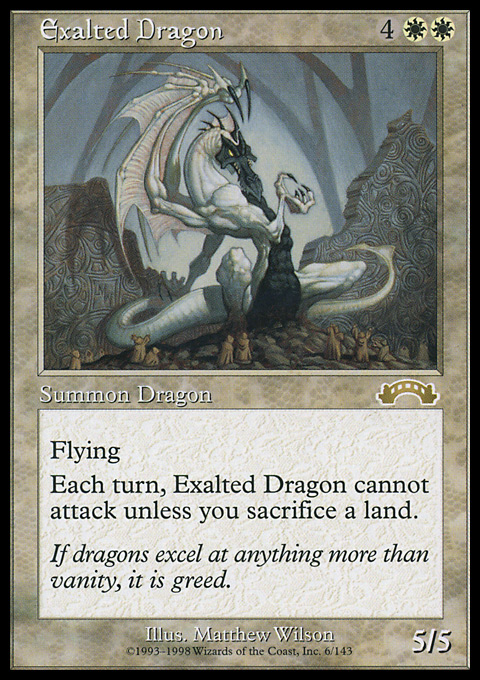 Exalted Dragon 4
Summon Dragon
Flying
Each turn, Exalted Dragon cannot
attack unless you sacrifice a land.
If dragons excel at anything more than
vanity, it is greed.
Illus. Matthew Wilson
©1993–1998 Wizards of the Coast, Inc. 6/143
5/5